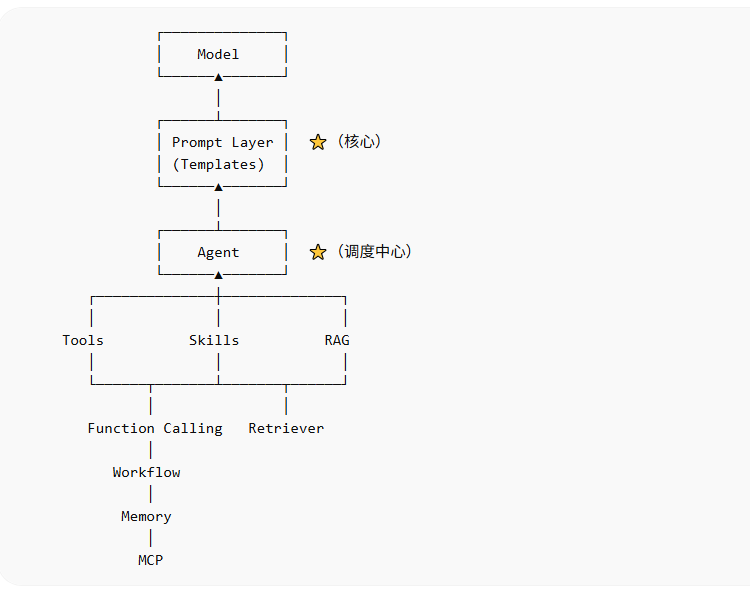 Model
Prompt Layer ⭐（核心）
(Templates)
Agent ⭐（调度中心）
Tools Skills RAG
Function Calling Retriever
Workflow
Memory
MCP